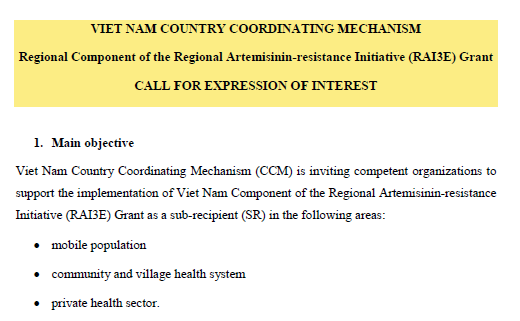 VIET NAM COUNTRY COORDINATING MECHANISM
Regional Component of the Regional Artemisinin-resistance Initiative (RAI3E) Grant
CALL FOR EXPRESSION OF INTEREST
1. Main objective
Viet Nam Country Coordinating Mechanism (CCM) is inviting competent organizations to
support the implementation of Viet Nam Component of the Regional Artemisinin-resistance
Initiative (RAI3E) Grant as a sub-recipient (SR) in the following areas:
• mobile population
• community and village health system
• private health sector.